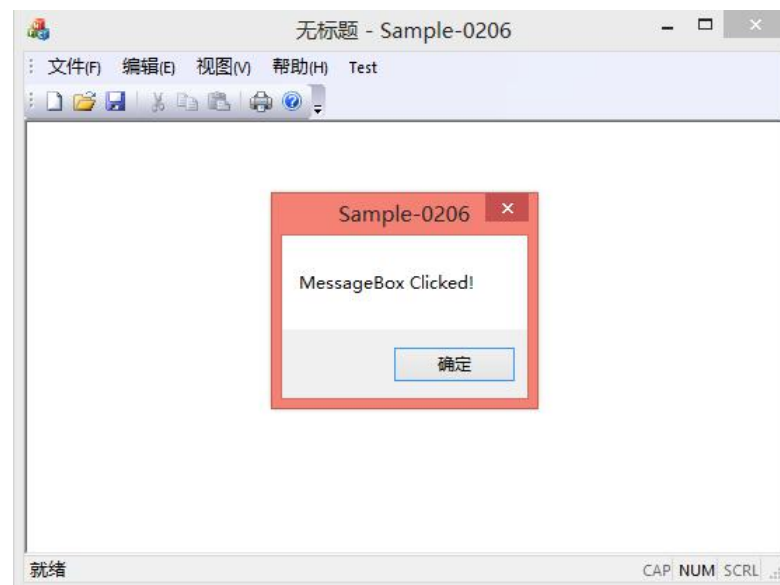 无标题 - Sample-0206
文件(F) 编辑(E) 视图(V) 帮助(H) Test
Sample-0206
MessageBox Clicked!
确定
就绪 CAP NUM SCRL